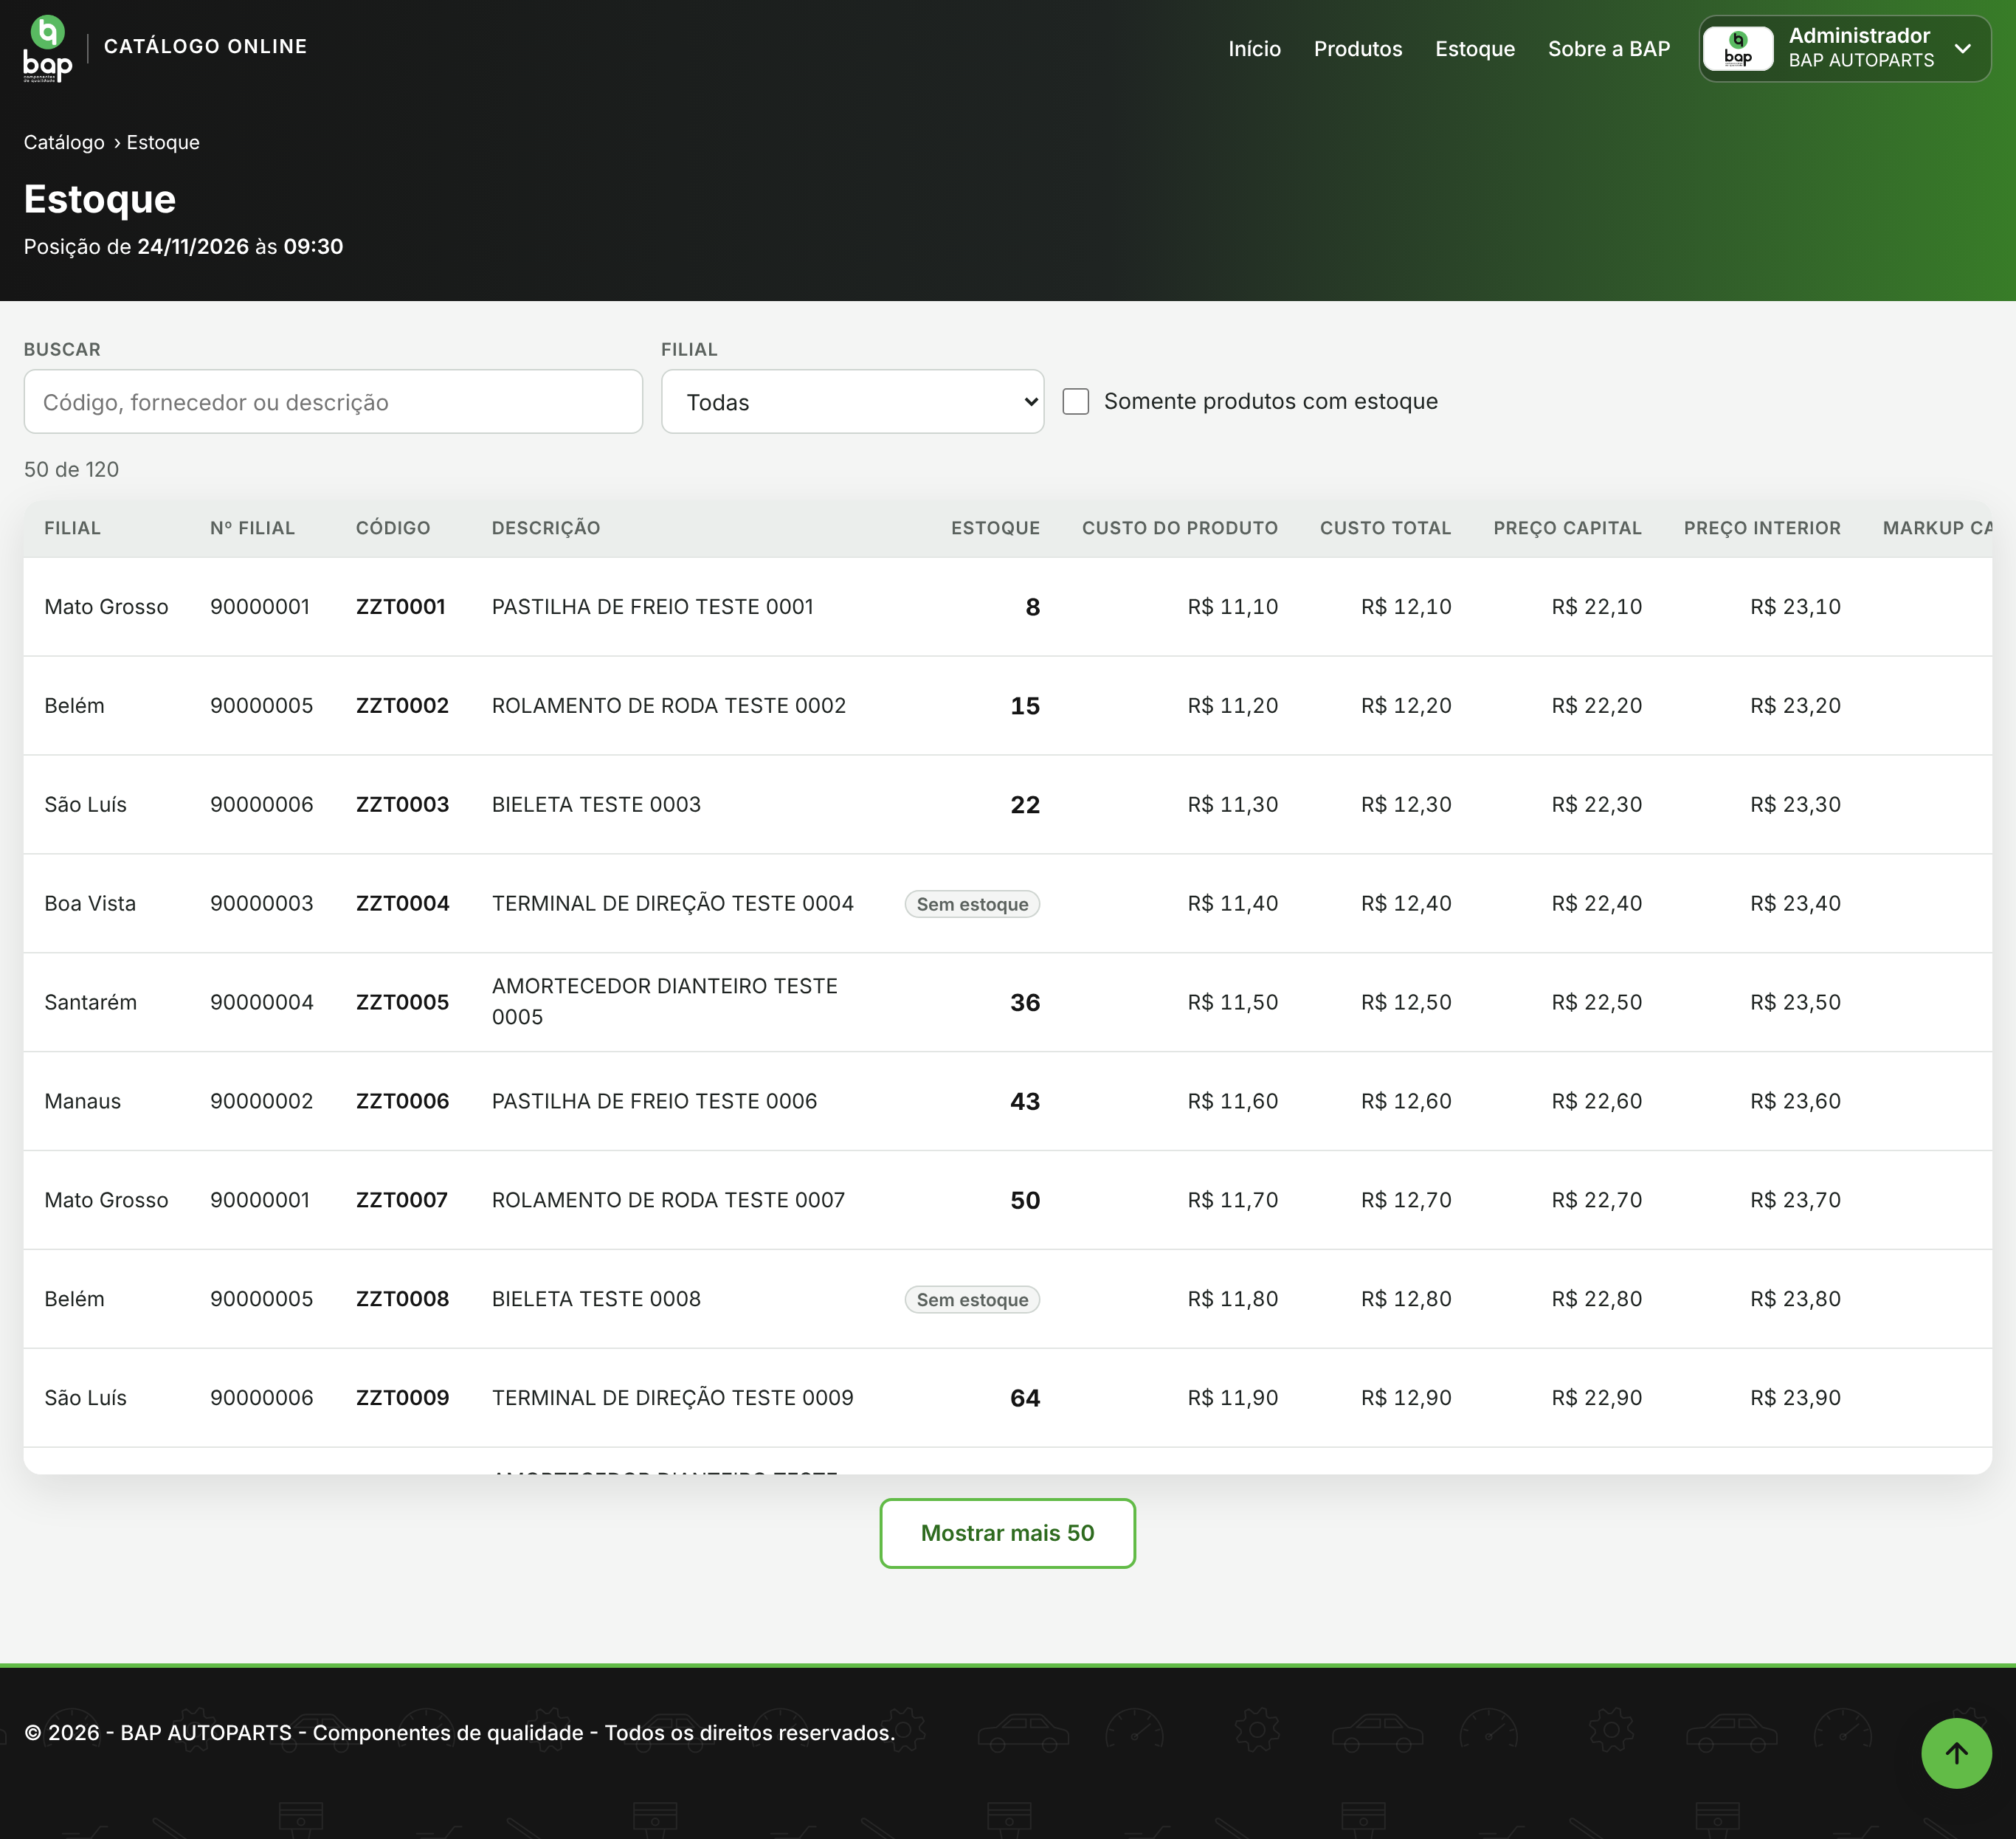 bap
componentes
de qualidade
CATÁLOGO ONLINE
Início Produtos Estoque Sobre a BAP
bap
Administrador
BAP AUTOPARTS
Catálogo › Estoque
Estoque
Posição de 24/11/2026 às 09:30
BUSCAR FILIAL
Código, fornecedor ou descrição Todas Somente produtos com estoque
50 de 120
FILIAL Nº FILIAL CÓDIGO DESCRIÇÃO ESTOQUE CUSTO DO PRODUTO CUSTO TOTAL PREÇO CAPITAL PREÇO INTERIOR MARKUP CA
Mato Grosso 90000001 ZZT0001 PASTILHA DE FREIO TESTE 0001 8 R$ 11,10 R$ 12,10 R$ 22,10 R$ 23,10
Belém 90000005 ZZT0002 ROLAMENTO DE RODA TESTE 0002 15 R$ 11,20 R$ 12,20 R$ 22,20 R$ 23,20
São Luís 90000006 ZZT0003 BIELETA TESTE 0003 22 R$ 11,30 R$ 12,30 R$ 22,30 R$ 23,30
Boa Vista 90000003 ZZT0004 TERMINAL DE DIREÇÃO TESTE 0004 Sem estoque R$ 11,40 R$ 12,40 R$ 22,40 R$ 23,40
Santarém 90000004 ZZT0005 AMORTECEDOR DIANTEIRO TESTE 0005 36 R$ 11,50 R$ 12,50 R$ 22,50 R$ 23,50
Manaus 90000002 ZZT0006 PASTILHA DE FREIO TESTE 0006 43 R$ 11,60 R$ 12,60 R$ 22,60 R$ 23,60
Mato Grosso 90000001 ZZT0007 ROLAMENTO DE RODA TESTE 0007 50 R$ 11,70 R$ 12,70 R$ 22,70 R$ 23,70
Belém 90000005 ZZT0008 BIELETA TESTE 0008 Sem estoque R$ 11,80 R$ 12,80 R$ 22,80 R$ 23,80
São Luís 90000006 ZZT0009 TERMINAL DE DIREÇÃO TESTE 0009 64 R$ 11,90 R$ 12,90 R$ 22,90 R$ 23,90
AMORTECEDOR DIANTEIRO TESTE
Mostrar mais 50
© 2026 - BAP AUTOPARTS - Componentes de qualidade - Todos os direitos reservados.